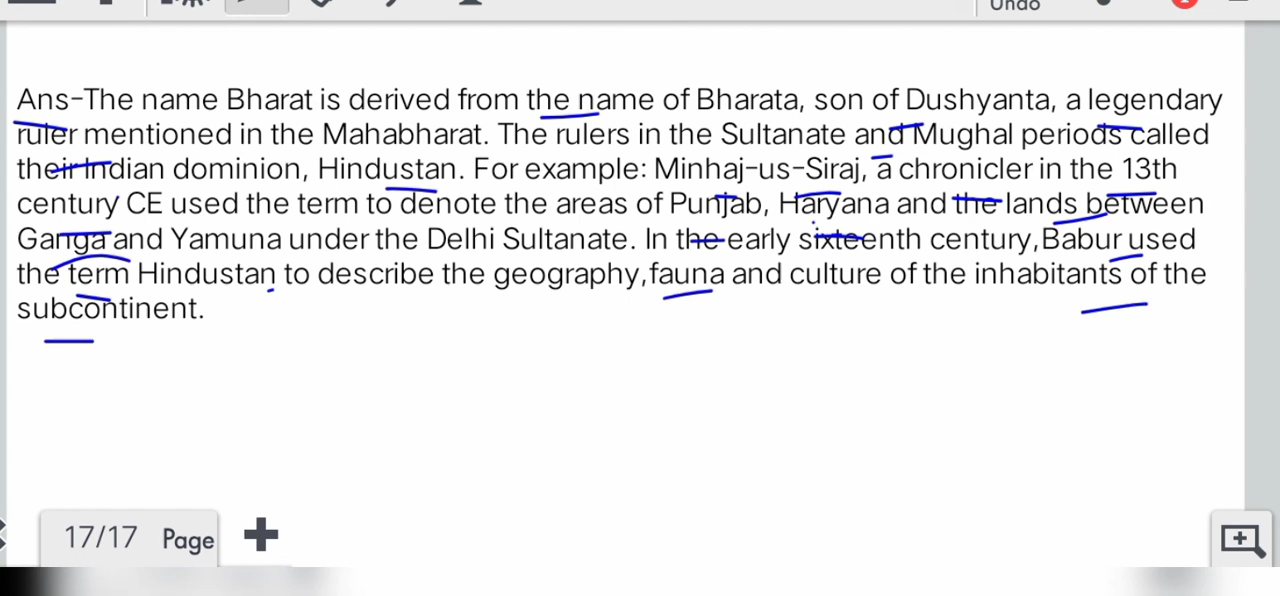 Undo
Ans-The name Bharat is derived from the name of Bharata, son of Dushyanta, a legendary
ruler mentioned in the Mahabharat. The rulers in the Sultanate and Mughal periods called
their Indian dominion, Hindustan. For example: Minhaj-us-Siraj, a chronicler in the 13th
century CE used the term to denote the areas of Punjab, Haryana and the lands between
Ganga and Yamuna under the Delhi Sultanate. In the early sixteenth century,Babur used
the term Hindustan to describe the geography,fauna and culture of the inhabitants of the
subcontinent.
17/17 Page